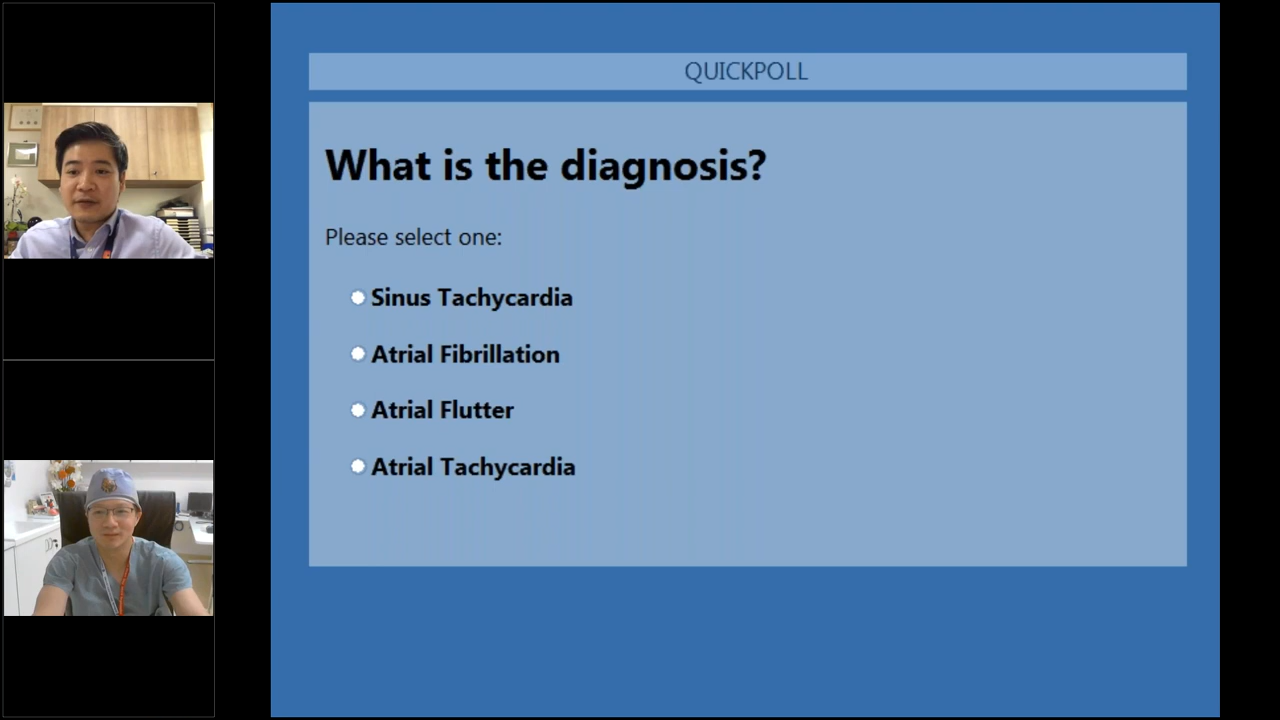 QUICKPOLL
What is the diagnosis?
Please select one:
Sinus Tachycardia
Atrial Fibrillation
Atrial Flutter
Atrial Tachycardia